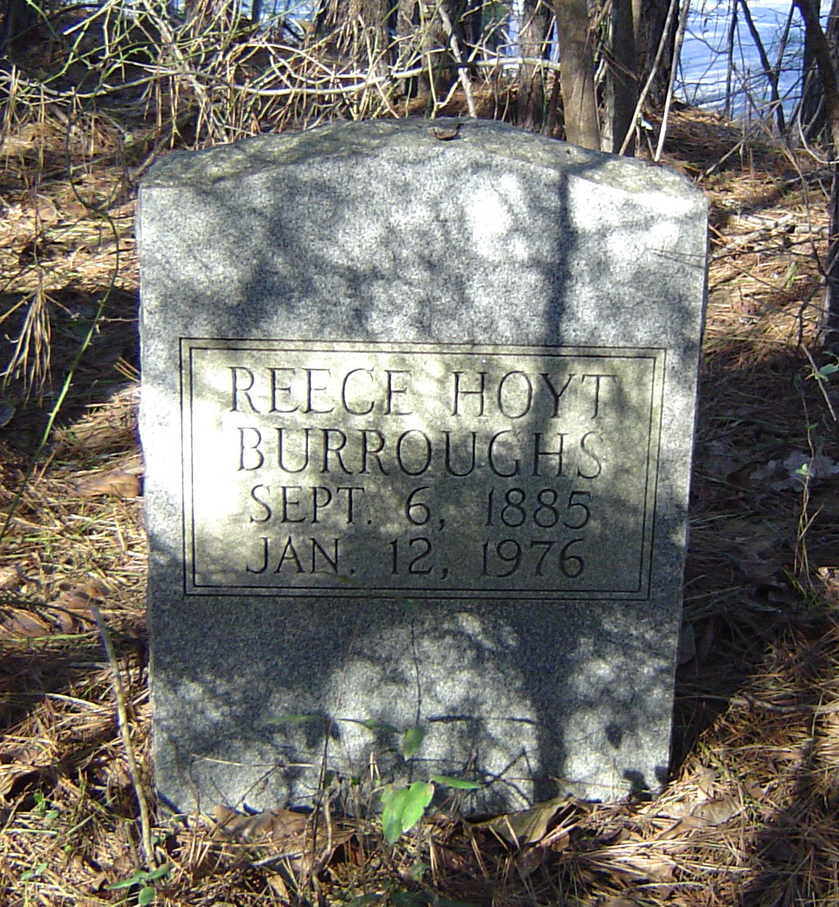 REECE HOYT
BURROUGHS
SEPT. 6, 1885
JAN. 12, 1976